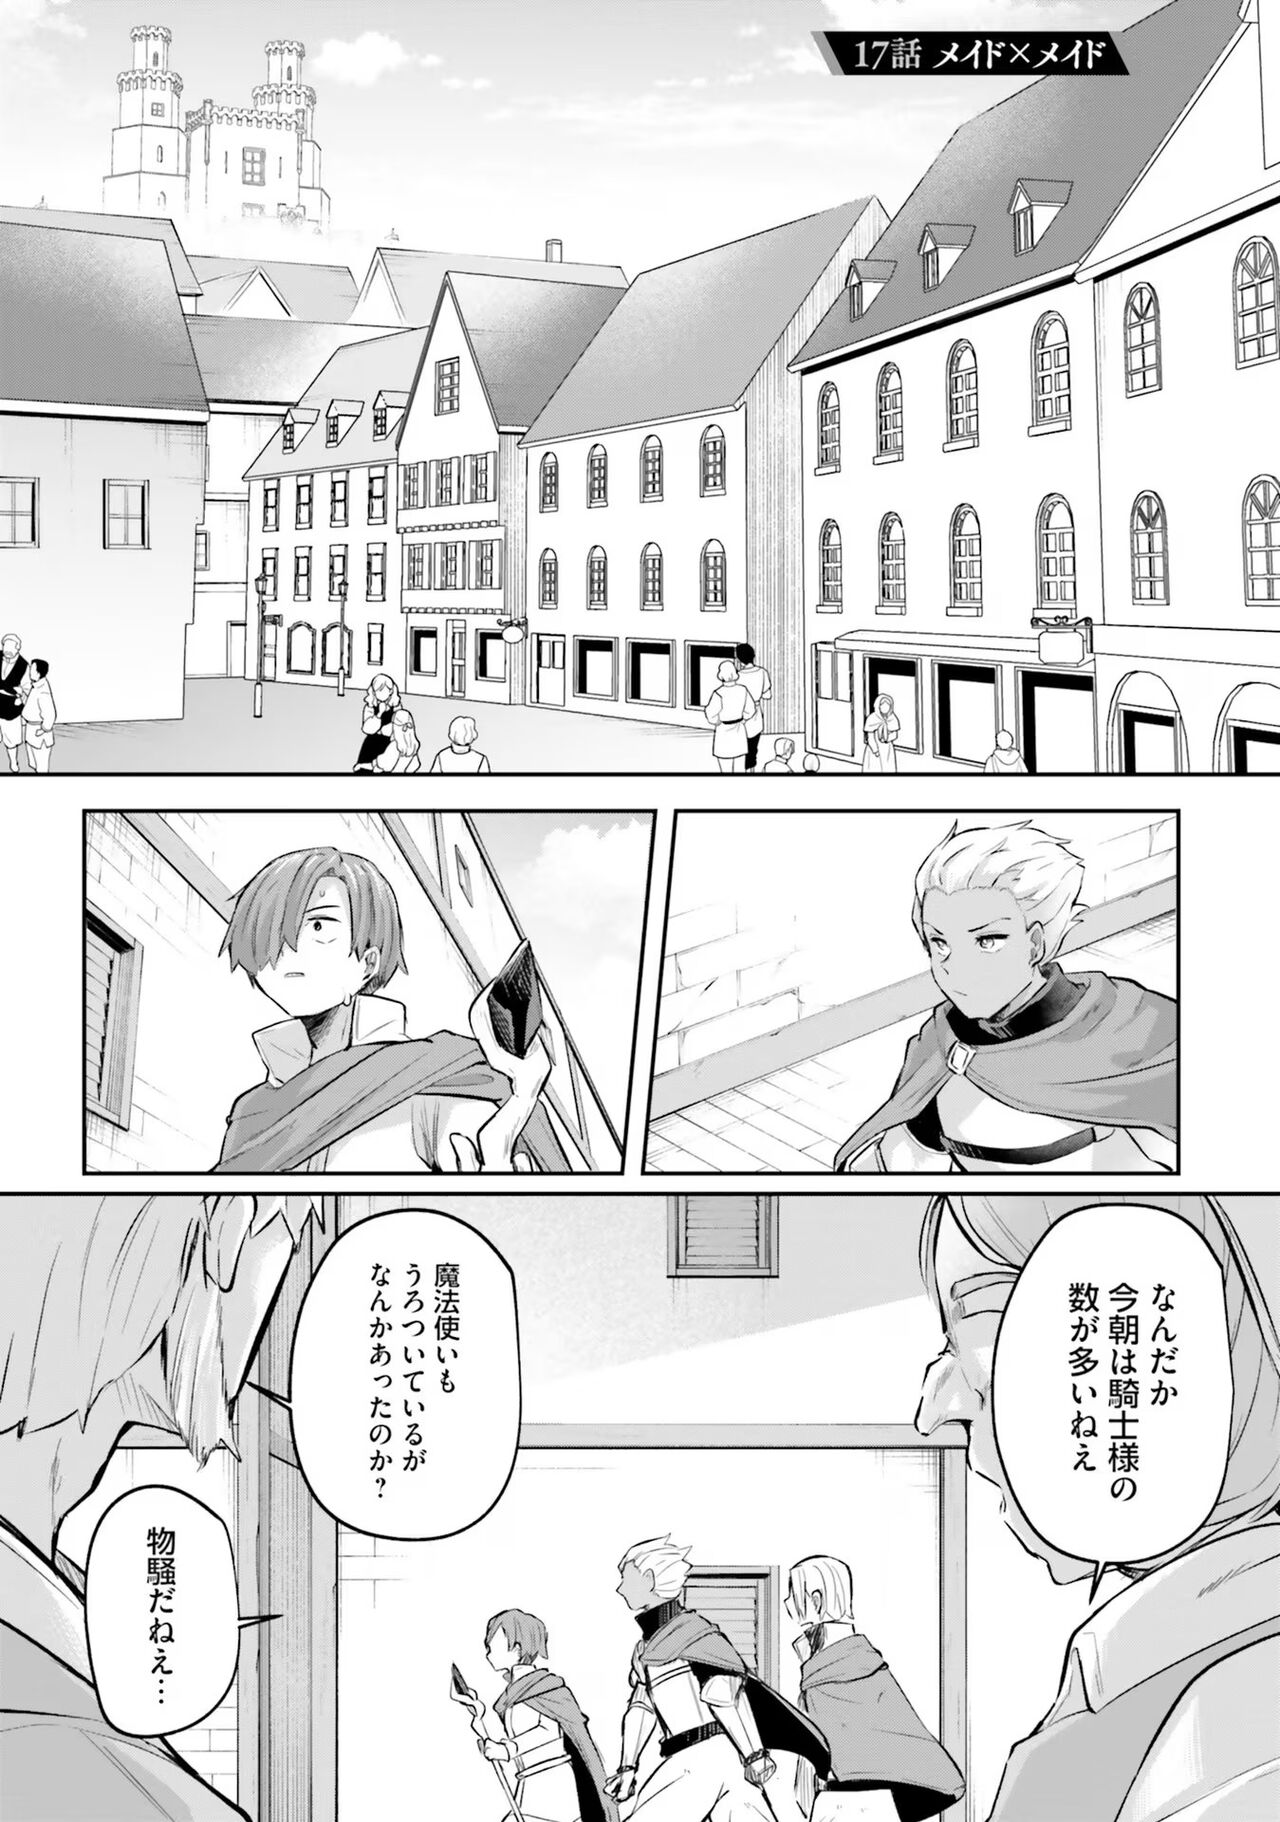 17話 メイド×メイド
なんだか
今朝は騎士様の
数が多いねえ
魔法使いも
うろついているが
なんかあったのか?
物騒だねえ…